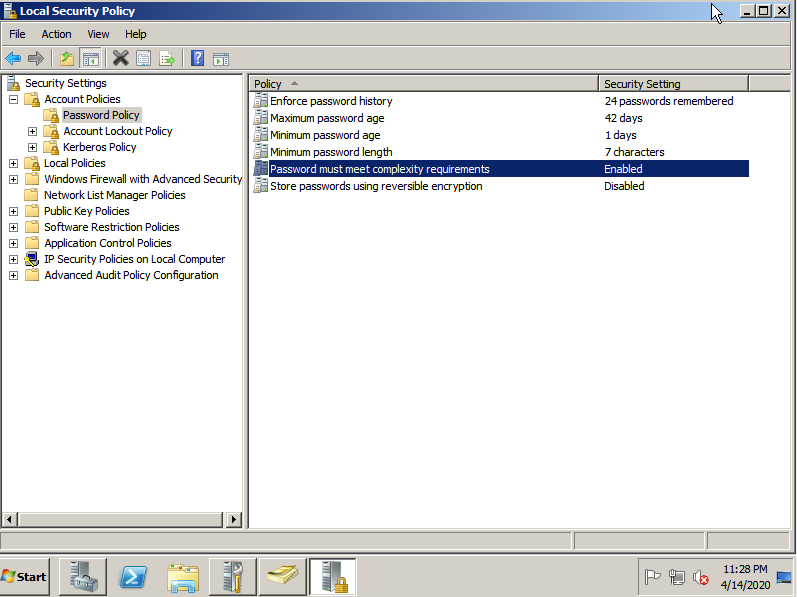 Local Security Policy
File Action View Help
Security Settings
Account Policies
Password Policy
Account Lockout Policy
Kerberos Policy
Local Policies
Windows Firewall with Advanced Security
Network List Manager Policies
Public Key Policies
Software Restriction Policies
Application Control Policies
IP Security Policies on Local Computer
Advanced Audit Policy Configuration
Policy Security Setting
Enforce password history 24 passwords remembered
Maximum password age 42 days
Minimum password age 1 days
Minimum password length 7 characters
Password must meet complexity requirements Enabled
Store passwords using reversible encryption Disabled
Start
11:28 PM
4/14/2020